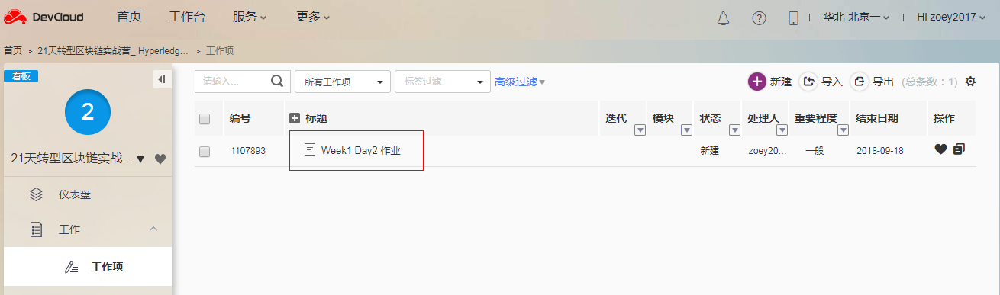 DevCloud 首页 工作台 服务 更多 华北-北京一 Hi zoey2017
首页 > 21天转型区块链实战营_ Hyperledg... > 工作项
看板
2
21天转型区块链实战...
仪表盘
工作
工作项
请输入... 所有工作项 标签过滤 高级过滤 新建 导入 导出 (总条数：1)
编号 标题 迭代 模块 状态 处理人 重要程度 结束日期 操作
1107893 Week1 Day2 作业 新建 zoey20... 一般 2018-09-18